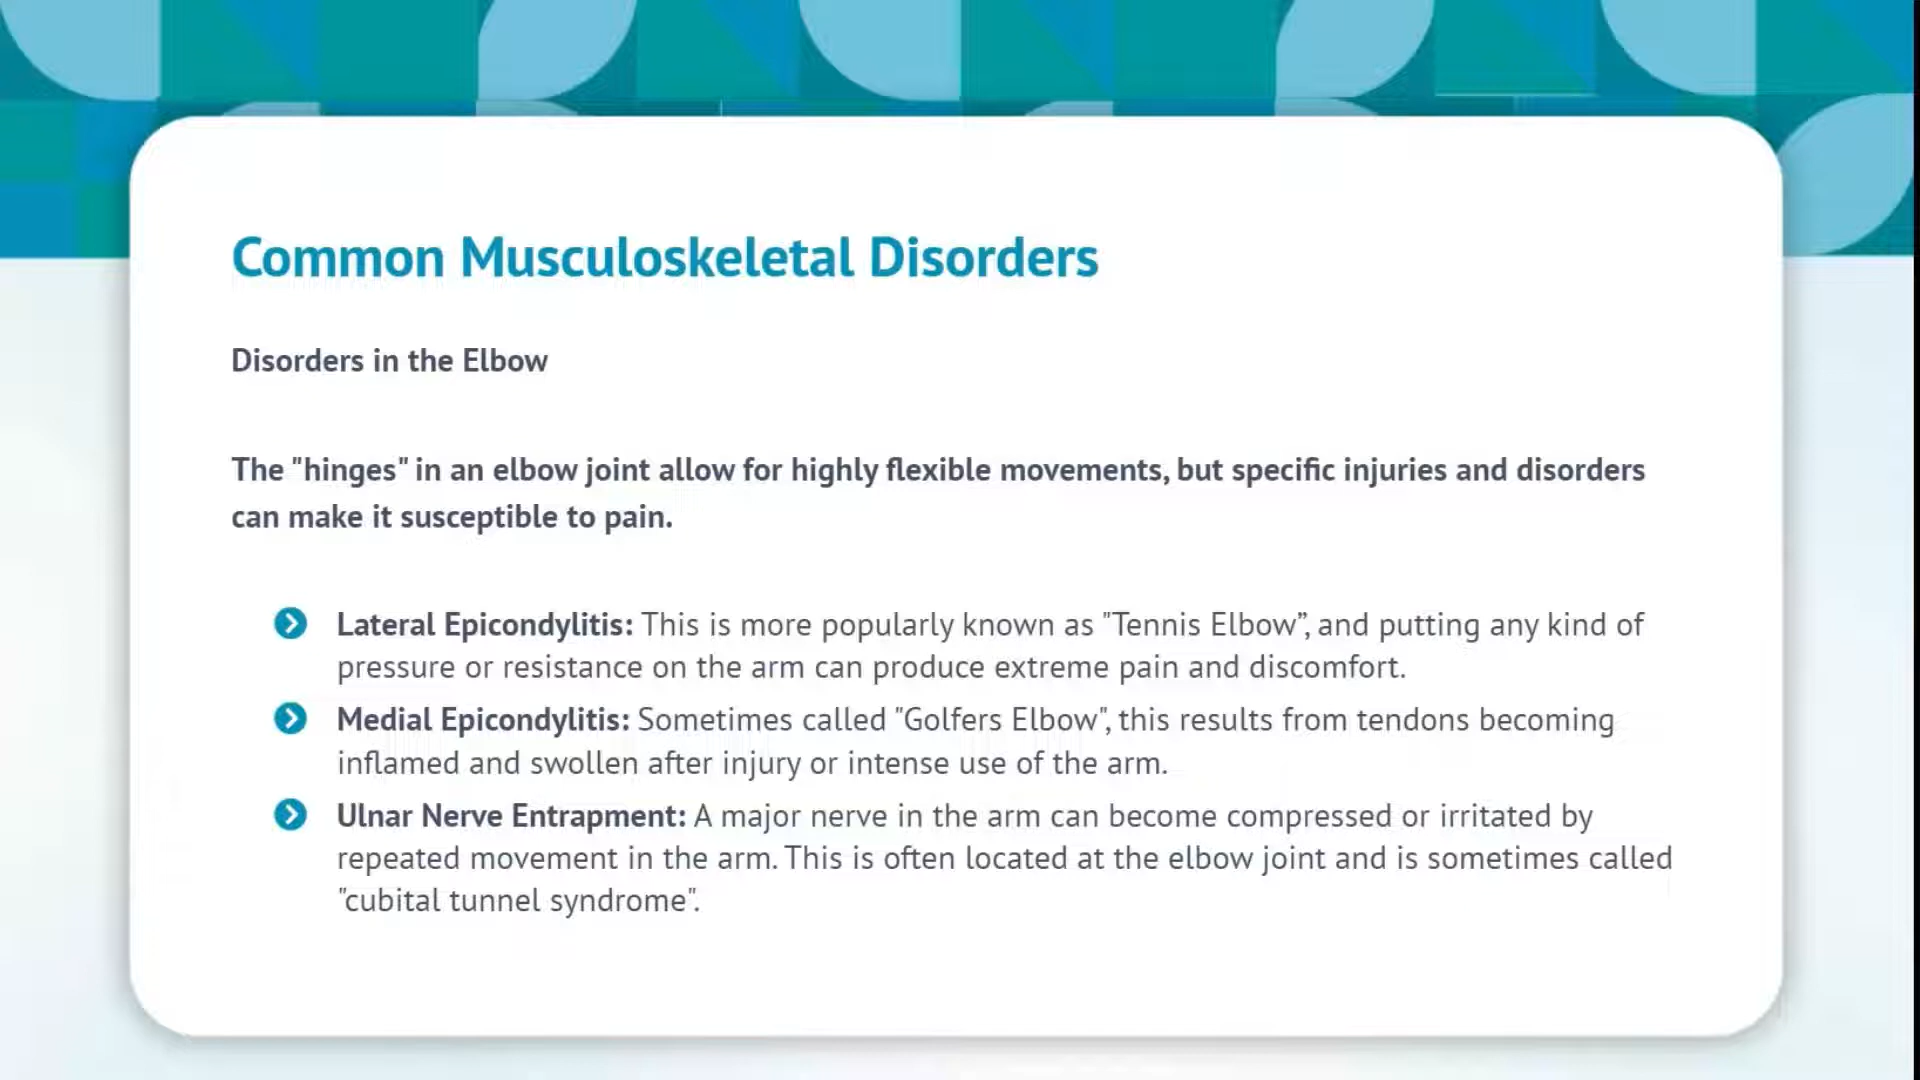 Common Musculoskeletal Disorders
Disorders in the Elbow
The "hinges" in an elbow joint allow for highly flexible movements, but specific injuries and disorders
can make it susceptible to pain.
Lateral Epicondylitis: This is more popularly known as "Tennis Elbow”, and putting any kind of
pressure or resistance on the arm can produce extreme pain and discomfort.
Medial Epicondylitis: Sometimes called "Golfers Elbow", this results from tendons becoming
inflamed and swollen after injury or intense use of the arm.
Ulnar Nerve Entrapment: A major nerve in the arm can become compressed or irritated by
repeated movement in the arm. This is often located at the elbow joint and is sometimes called
"cubital tunnel syndrome".